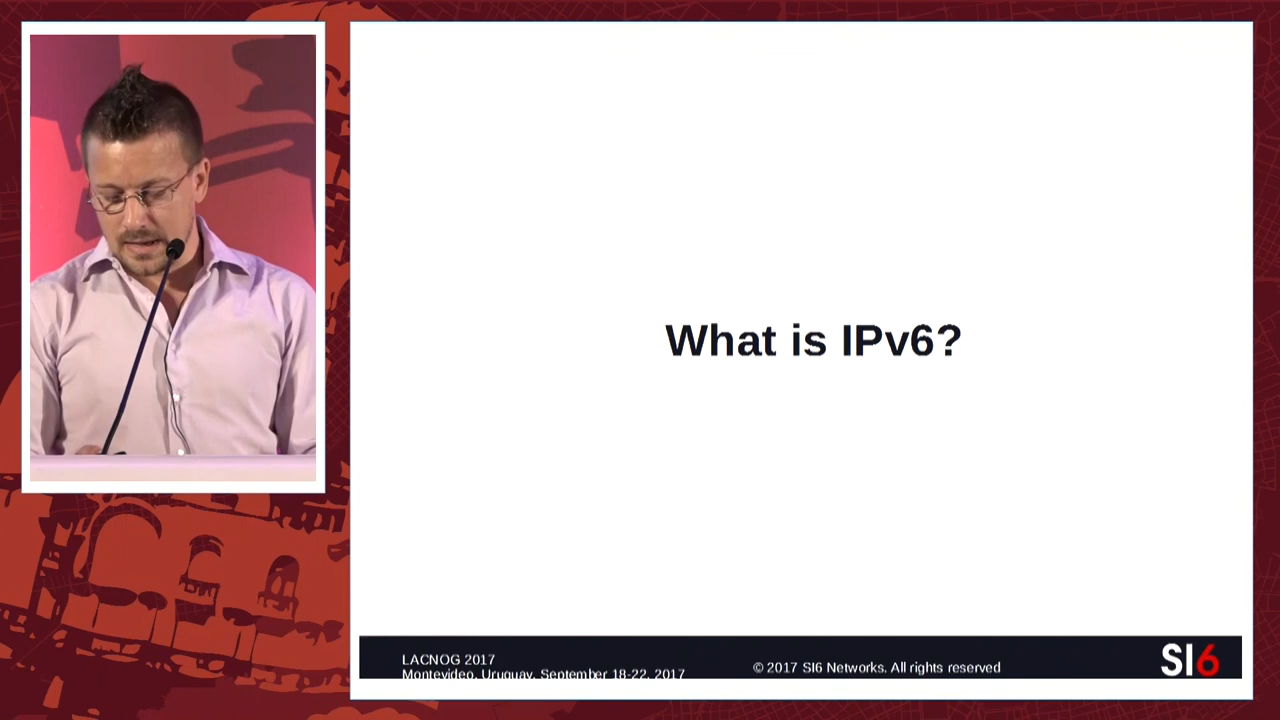 What is IPv6?
LACNOG 2017
Montevideo, Uruguay, September 18-22, 2017
© 2017 SI6 Networks. All rights reserved
SI6